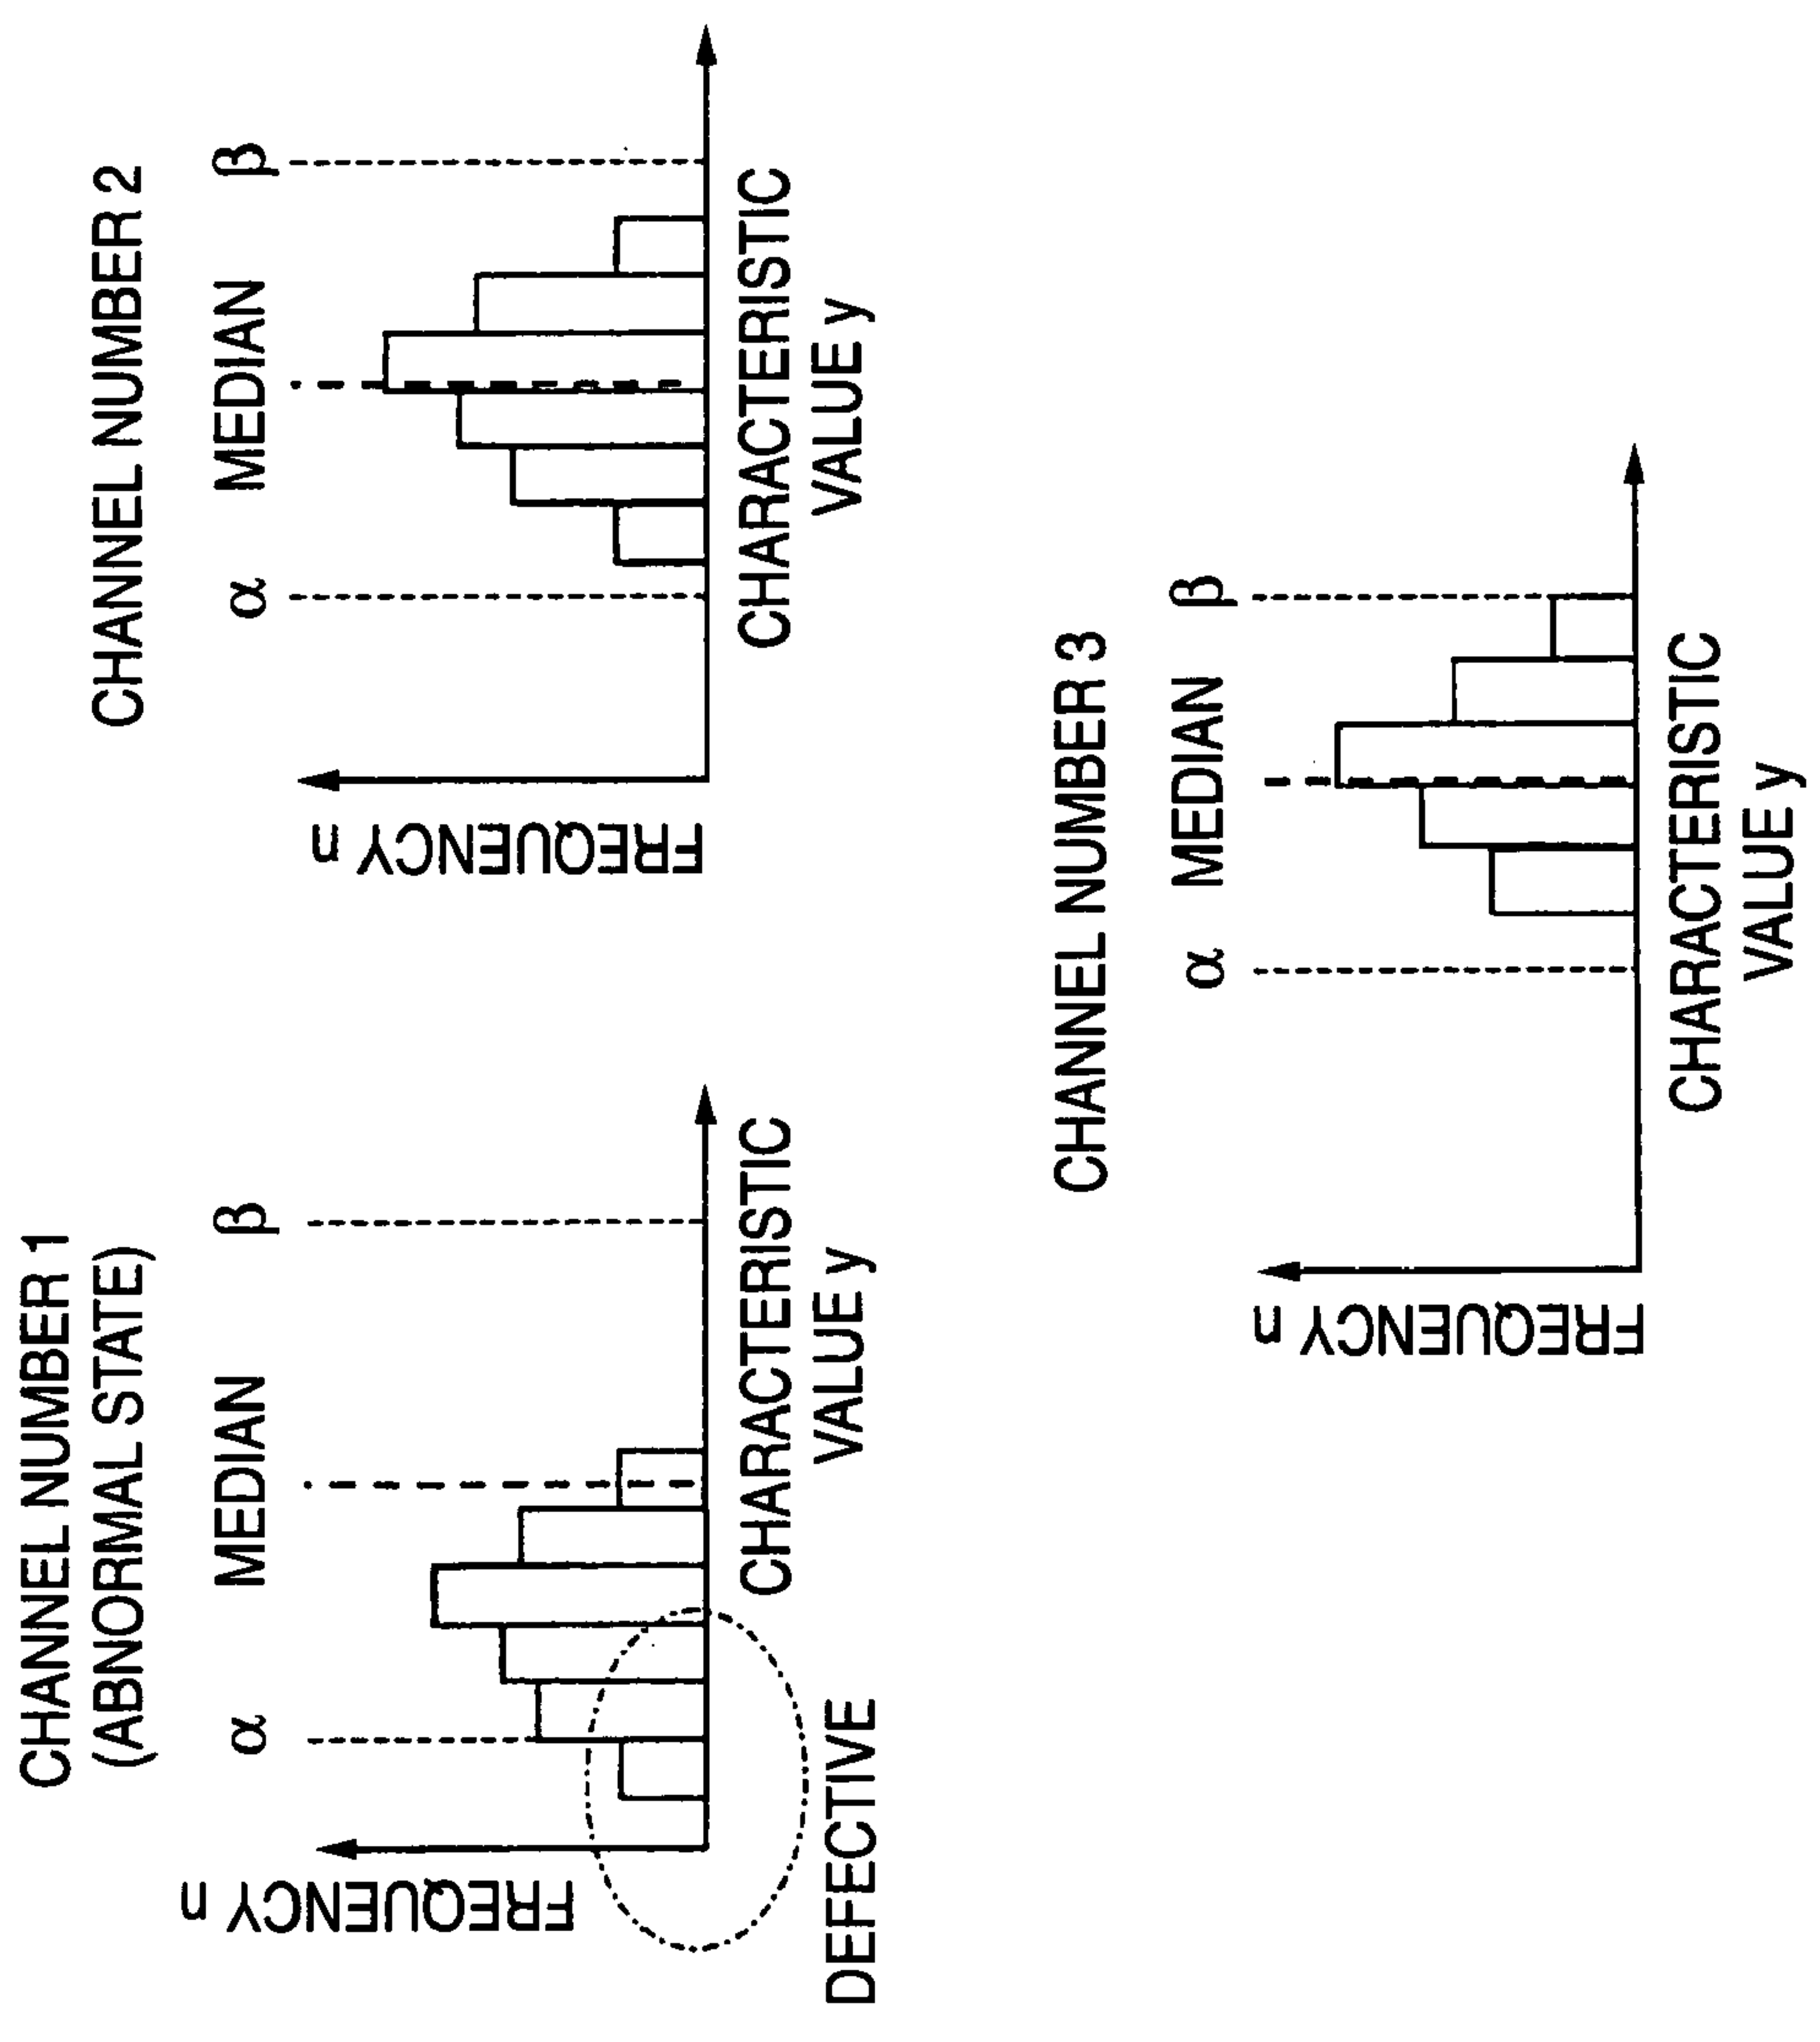 CHANNEL NUMBER 1
(ABNORMAL STATE)
α MEDIAN β
FREQUENCY n
CHARACTERISTIC
VALUE y
DEFECTIVE
CHANNEL NUMBER 2
α MEDIAN β
FREQUENCY n
CHARACTERISTIC
VALUE y
CHANNEL NUMBER 3
α MEDIAN β
FREQUENCY n
CHARACTERISTIC
VALUE y